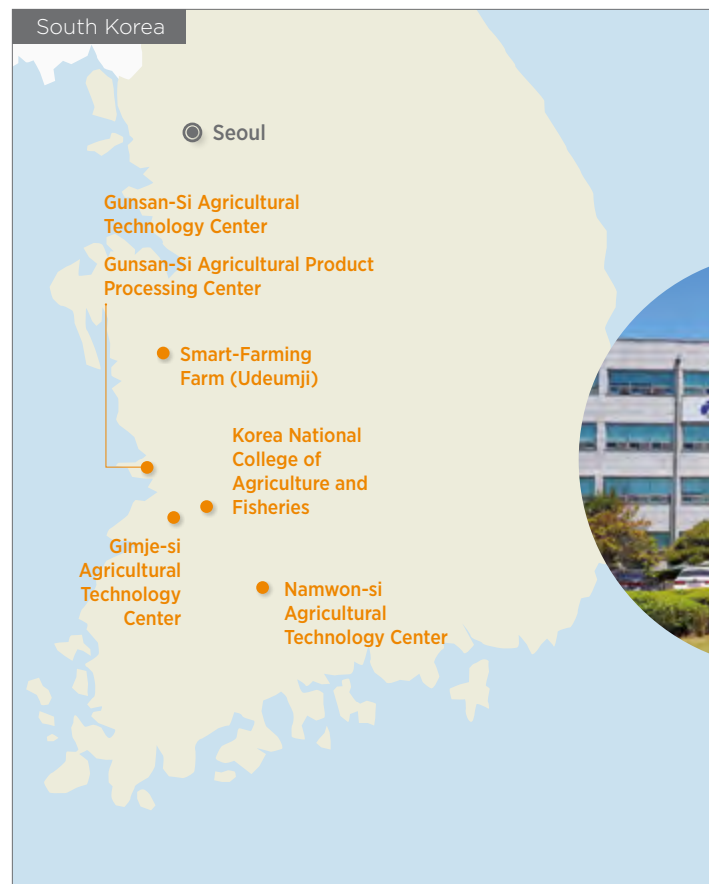 South Korea
Seoul
Gunsan-Si Agricultural
Technology Center
Gunsan-Si Agricultural Product
Processing Center
Smart-Farming
Farm (Udeumji)
Korea National
College of
Agriculture and
Fisheries
Gimje-si
Agricultural
Technology
Center
Namwon-si
Agricultural
Technology Center